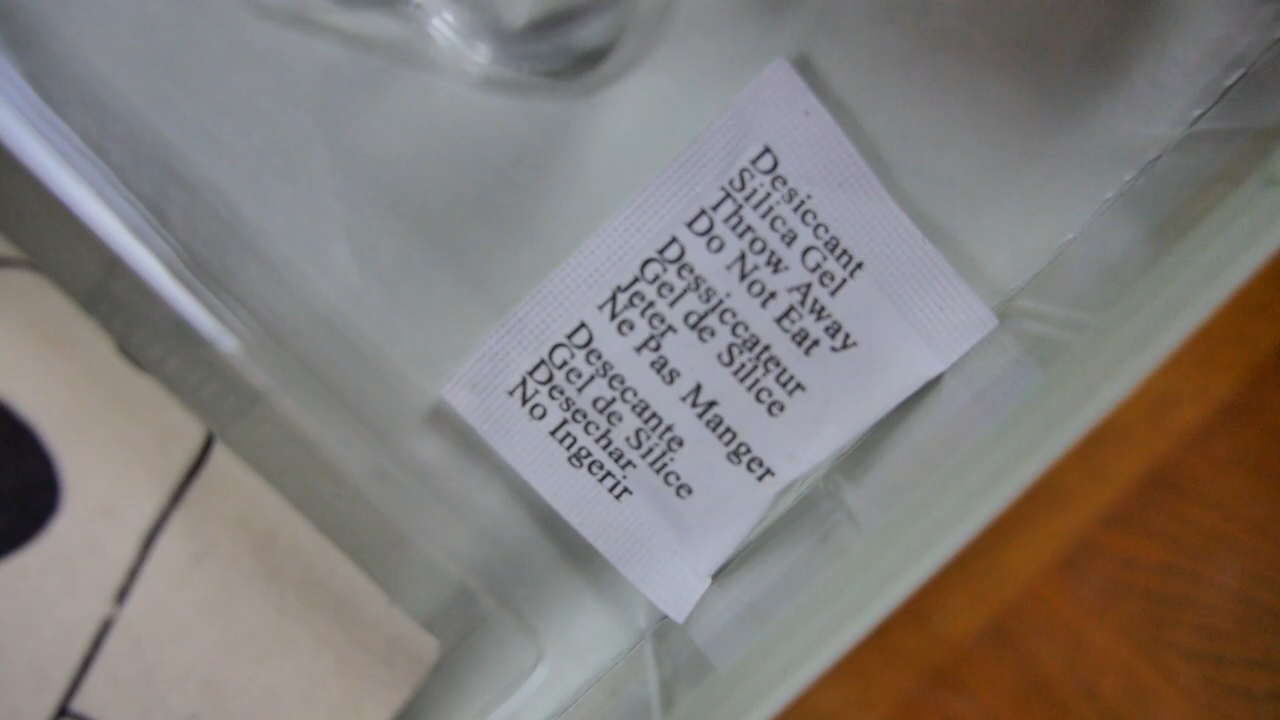 Desiccant
Silica Gel
Throw Away
Do Not Eat
Dessiccateur
Gel de Silice
Jeter
Ne Pas Manger
Desecante
Gel de Silice
Desechar
No Ingerir